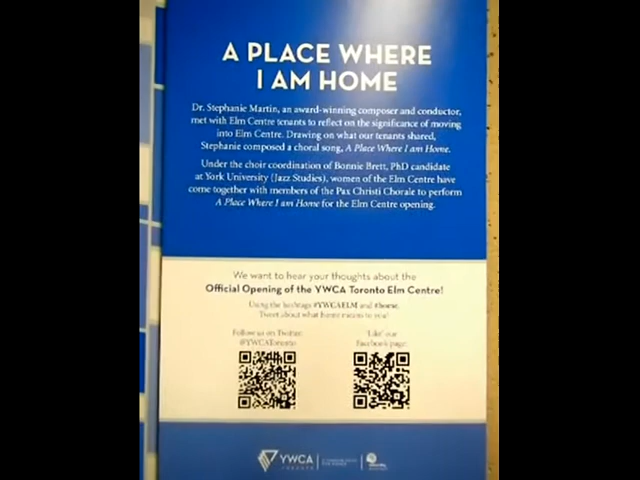 A PLACE WHERE
I AM HOME
Dr. Stephanie Martin, an award-winning composer and conductor,
met with Elm Centre tenants to reflect on the significance of moving
into Elm Centre. Drawing on what our tenants shared,
Stephanie composed a choral song, A Place Where I am Home.
Under the choir coordination of Bonnie Brett, PhD candidate
at York University (Jazz Studies), women of the Elm Centre have
come together with members of the Pax Christi Chorale to perform
A Place Where I am Home for the Elm Centre opening.
We want to hear your thoughts about the
Official Opening of the YWCA Toronto Elm Centre!
Using the hashtags #YWCAELM and #home,
Tweet about what home means to you!
Follow us on Twitter:
@YWCAToronto
"Like" our
Facebook page:
YWCA
TORONTO